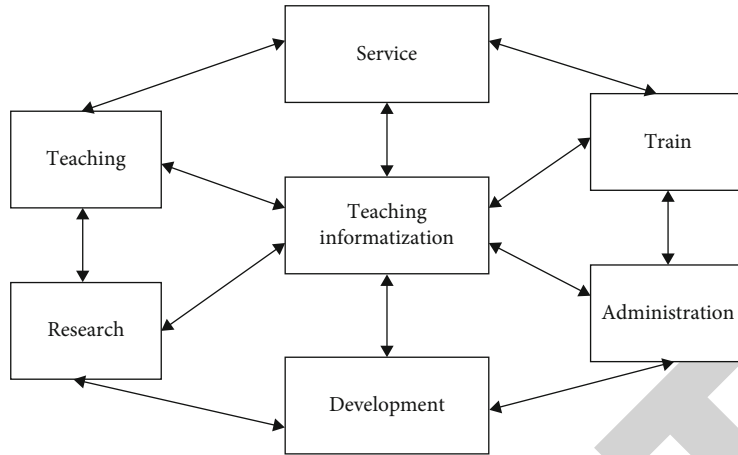 Service
Teaching
Train
Teaching
informatization
Research
Administration
Development